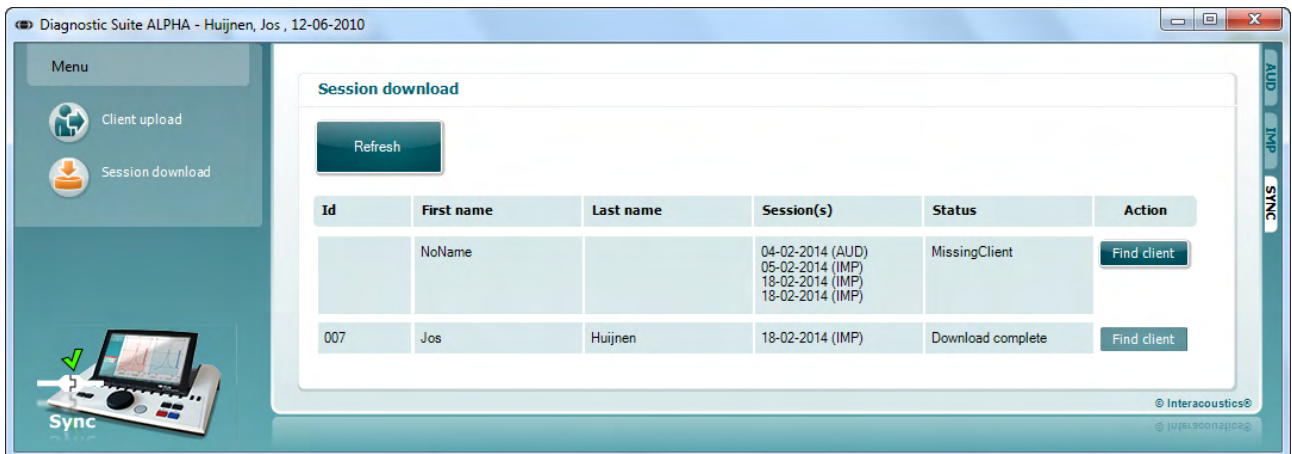 Diagnostic Suite ALPHA - Huijnen, Jos , 12-06-2010
Menu
Client upload
Session download
Sync
Session download
Refresh
Id First name Last name Session(s) Status Action
NoName 04-02-2014 (AUD) MissingClient Find client
05-02-2014 (IMP)
18-02-2014 (IMP)
18-02-2014 (IMP)
007 Jos Huijnen 18-02-2014 (IMP) Download complete Find client
© Interacoustics®
AUD
IMP
SYNC